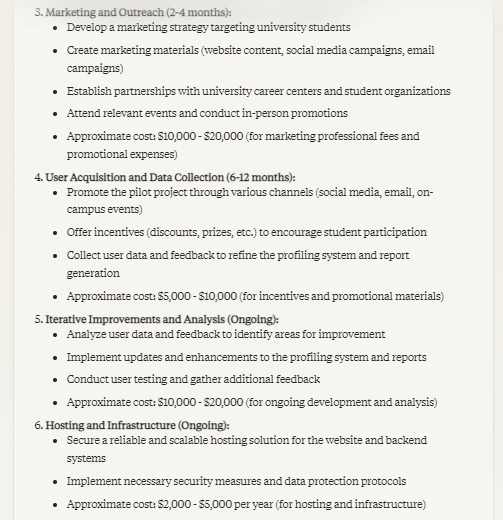 3. Marketing and Outreach (2-4 months):
• Develop a marketing strategy targeting university students
• Create marketing materials (website content, social media campaigns, email
campaigns)
• Establish partnerships with university career centers and student organizations
• Attend relevant events and conduct in-person promotions
• Approximate cost: $10,000 - $20,000 (for marketing professional fees and
promotional expenses)
4. User Acquisition and Data Collection (6-12 months):
• Promote the pilot project through various channels (social media, email, on-
campus events)
• Offer incentives (discounts, prizes, etc.) to encourage student participation
• Collect user data and feedback to refine the profiling system and report
generation
• Approximate cost: $5,000 - $10,000 (for incentives and promotional materials)
5. Iterative Improvements and Analysis (Ongoing):
• Analyze user data and feedback to identify areas for improvement
• Implement updates and enhancements to the profiling system and reports
• Conduct user testing and gather additional feedback
• Approximate cost: $10,000 - $20,000 (for ongoing development and analysis)
6. Hosting and Infrastructure (Ongoing):
• Secure a reliable and scalable hosting solution for the website and backend
systems
• Implement necessary security measures and data protection protocols
• Approximate cost: $2,000 - $5,000 per year (for hosting and infrastructure)